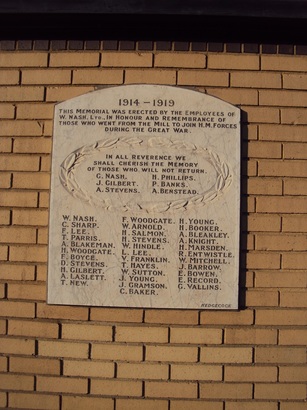 1914 - 1919
THIS MEMORIAL WAS ERECTED BY THE EMPLOYEES OF
W. NASH, LTD., IN HONOUR AND REMEMBRANCE OF
THOSE WHO WENT FROM THE MILL TO JOIN H.M. FORCES
DURING THE GREAT WAR.
IN ALL REVERENCE WE
SHALL CHERISH THE MEMORY
OF THOSE WHO WILL NOT RETURN.
C. NASH. H. PHILLIPS.
J. GILBERT. P. BANKS.
A. STEVENS. A. BENSTEAD.
W. NASH. F. WOODGATE. H. YOUNG.
C. SHARP. W. ARNOLD. H. BOOKER.
F. LEE. H. SALMON. A. BLEAKLEY.
T. PARRIS. H. STEVENS. A. KNIGHT.
A. BLAKEMAN. W. HINDLE. H. MARSDEN.
H. WOODGATE. L. LEE. R. ENTWISTLE.
F. BOYCE. V. FRANKLIN. W. MITCHELL.
D. STEVENS. T. HAYES. J. BARROW.
H. GILBERT. W. SUTTON. E. BOWEN.
A. LASLETT. J. YOUNG. E. RECORD.
T. NEW. J. GRAMSON. G. VALLINS.
C. BAKER.